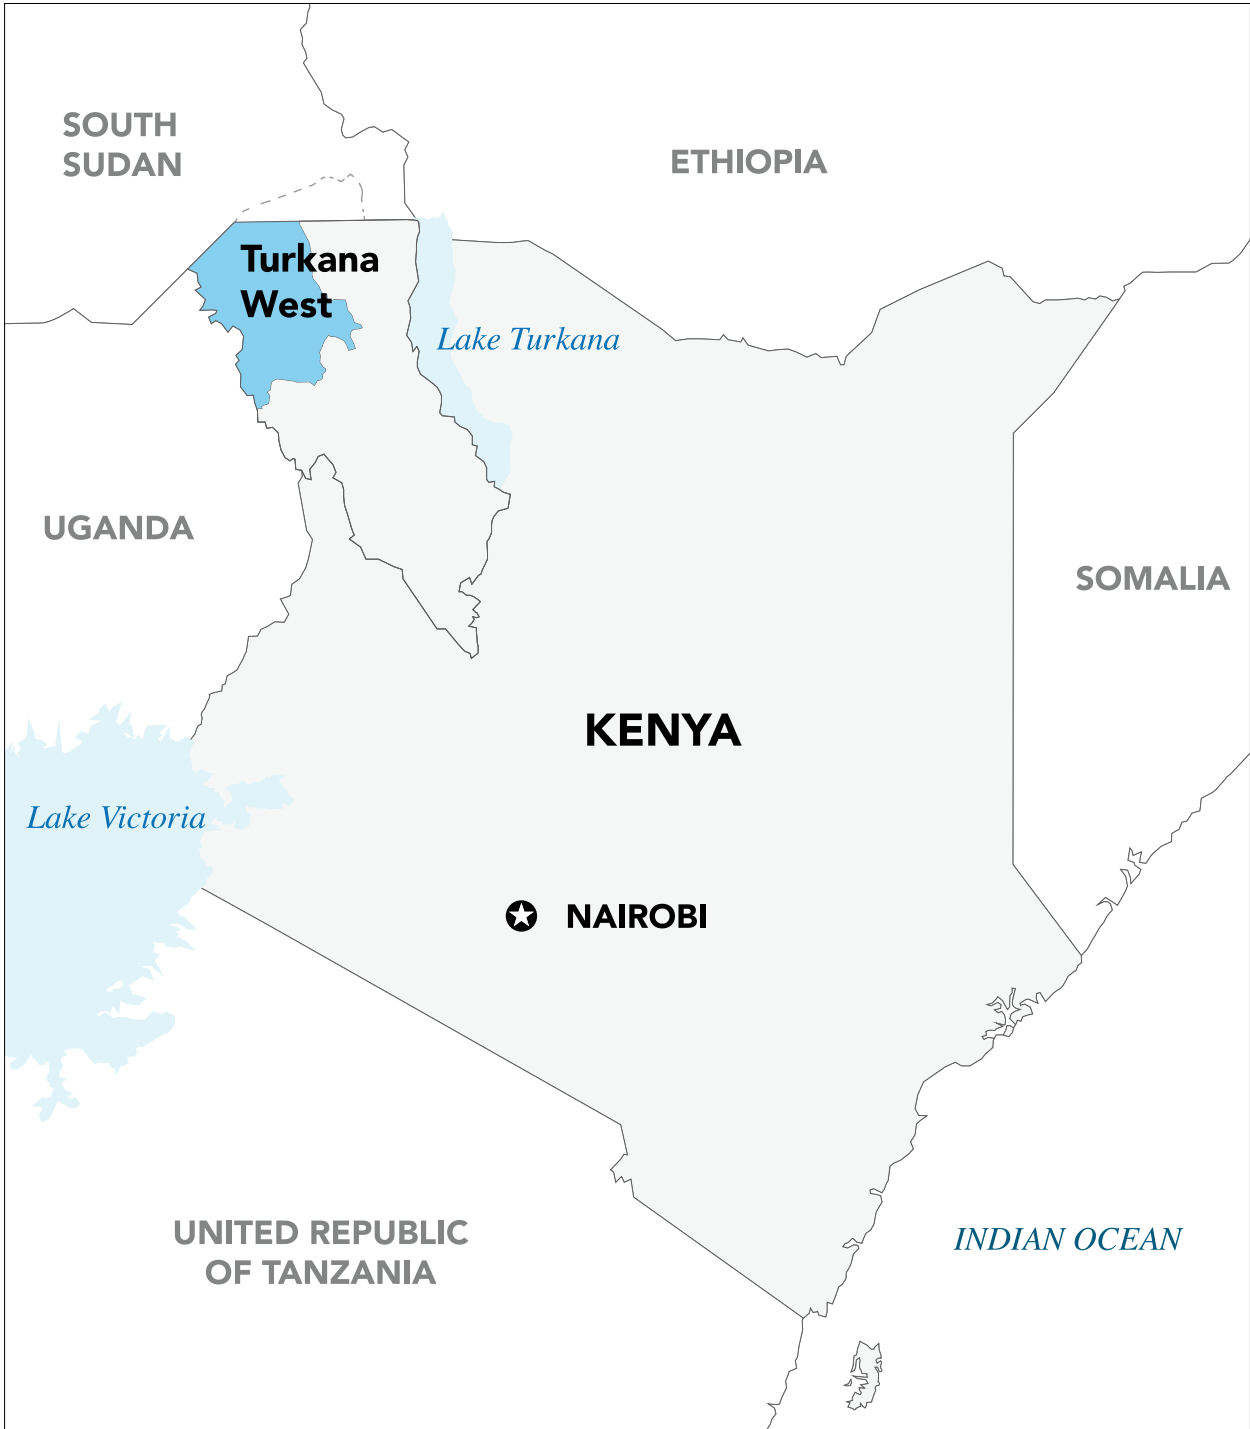 SOUTH
SUDAN
ETHIOPIA
Turkana
West
Lake Turkana
UGANDA
SOMALIA
KENYA
Lake Victoria
NAIROBI
UNITED REPUBLIC
OF TANZANIA
INDIAN OCEAN